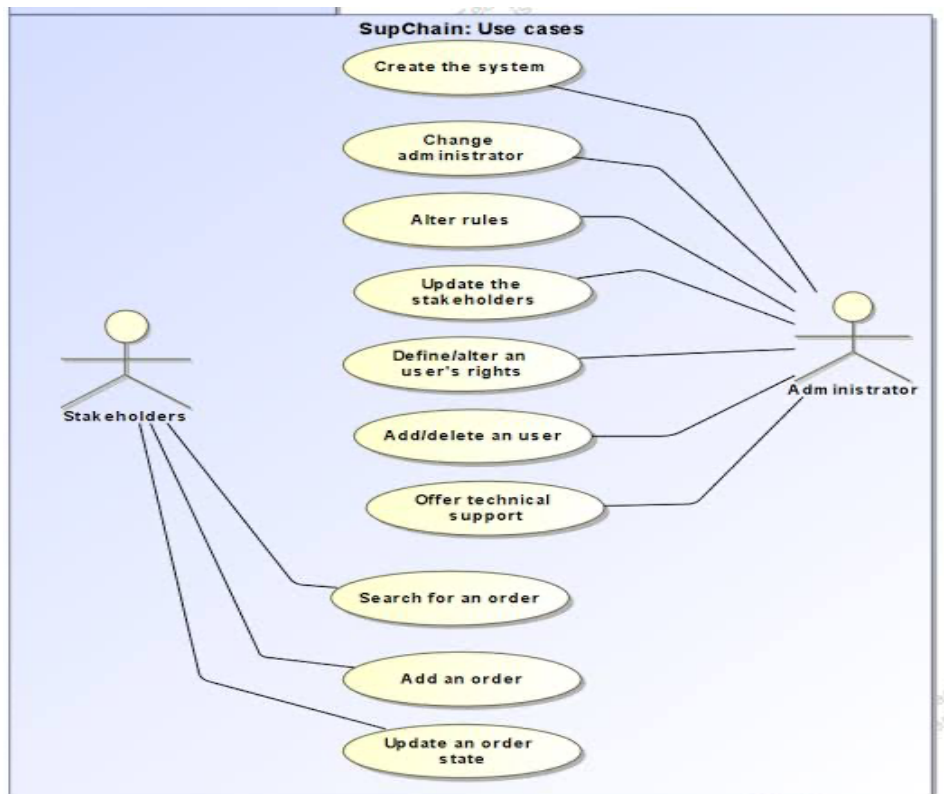 SupChain: Use cases
Create the system
Change
administrator
Alter rules
Update the
stakeholders
Define/alter an
user's rights
Add/delete an user
Offer technical
support
Stakeholders
Administrator
Search for an order
Add an order
Update an order
state